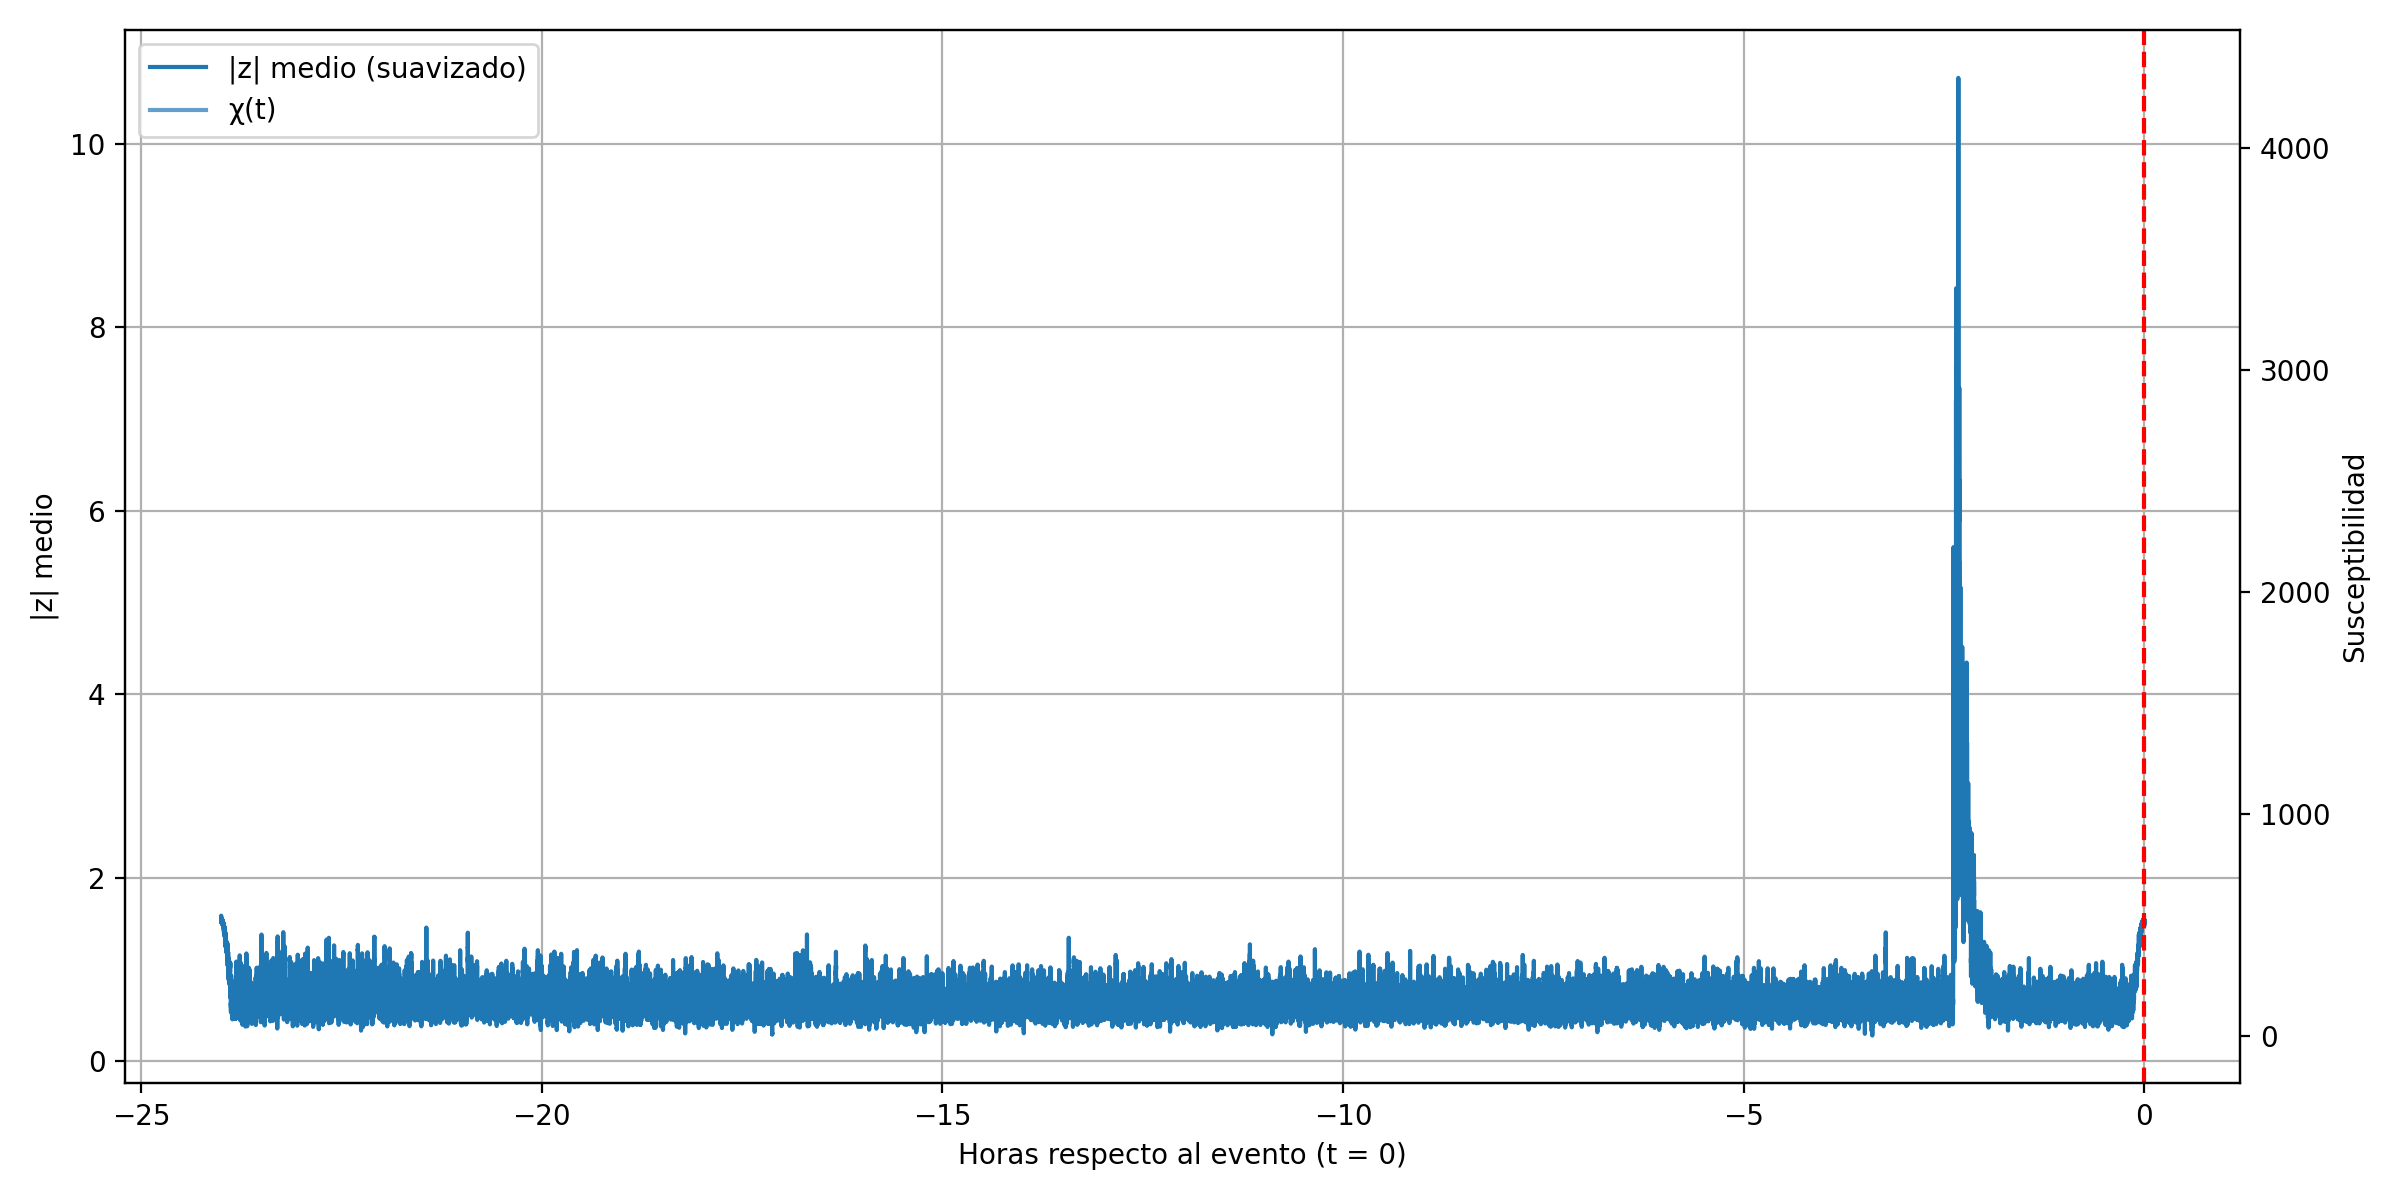 |z| medio (suavizado)
χ(t)
10
8
6
4
2
0
|z| medio
4000
3000
2000
1000
0
Susceptibilidad
−25 −20 −15 −10 −5 0
Horas respecto al evento (t = 0)